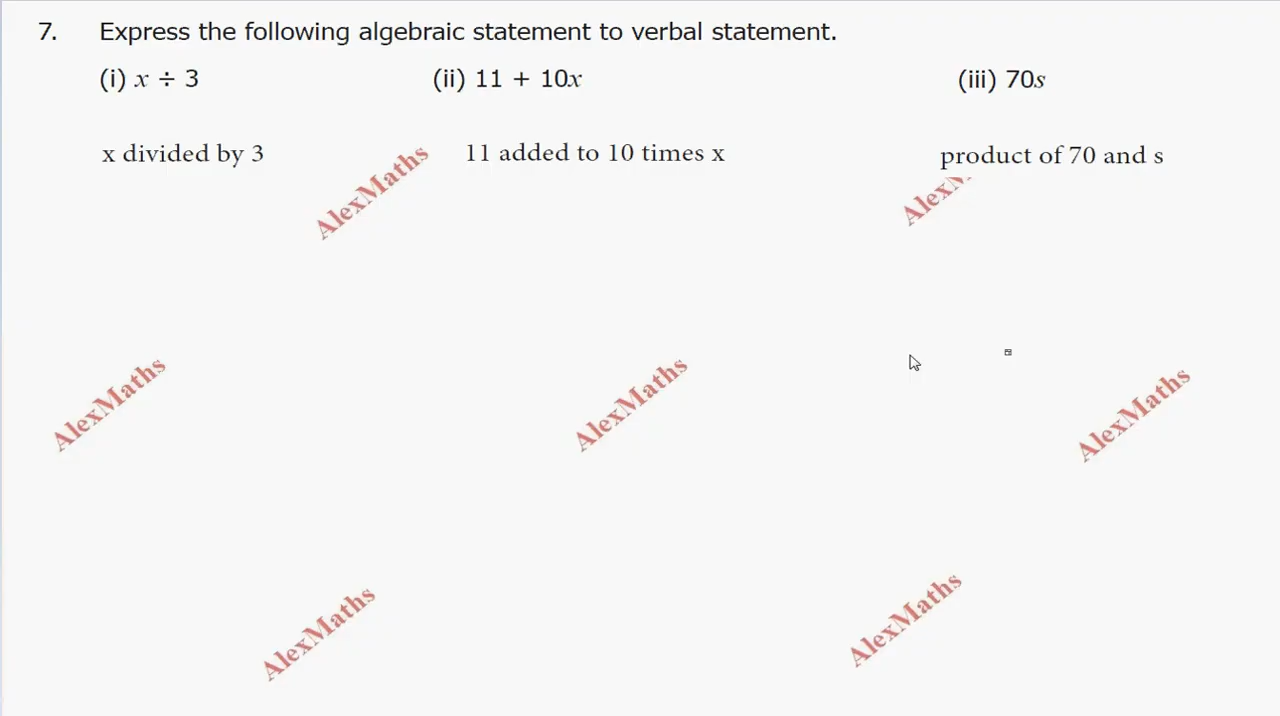 7. Express the following algebraic statement to verbal statement.
(i) x ÷ 3 (ii) 11 + 10x (iii) 70s
x divided by 3 11 added to 10 times x product of 70 and s
AlexMaths
AlexM
AlexMaths
AlexMaths
AlexMaths
AlexMaths
AlexMaths